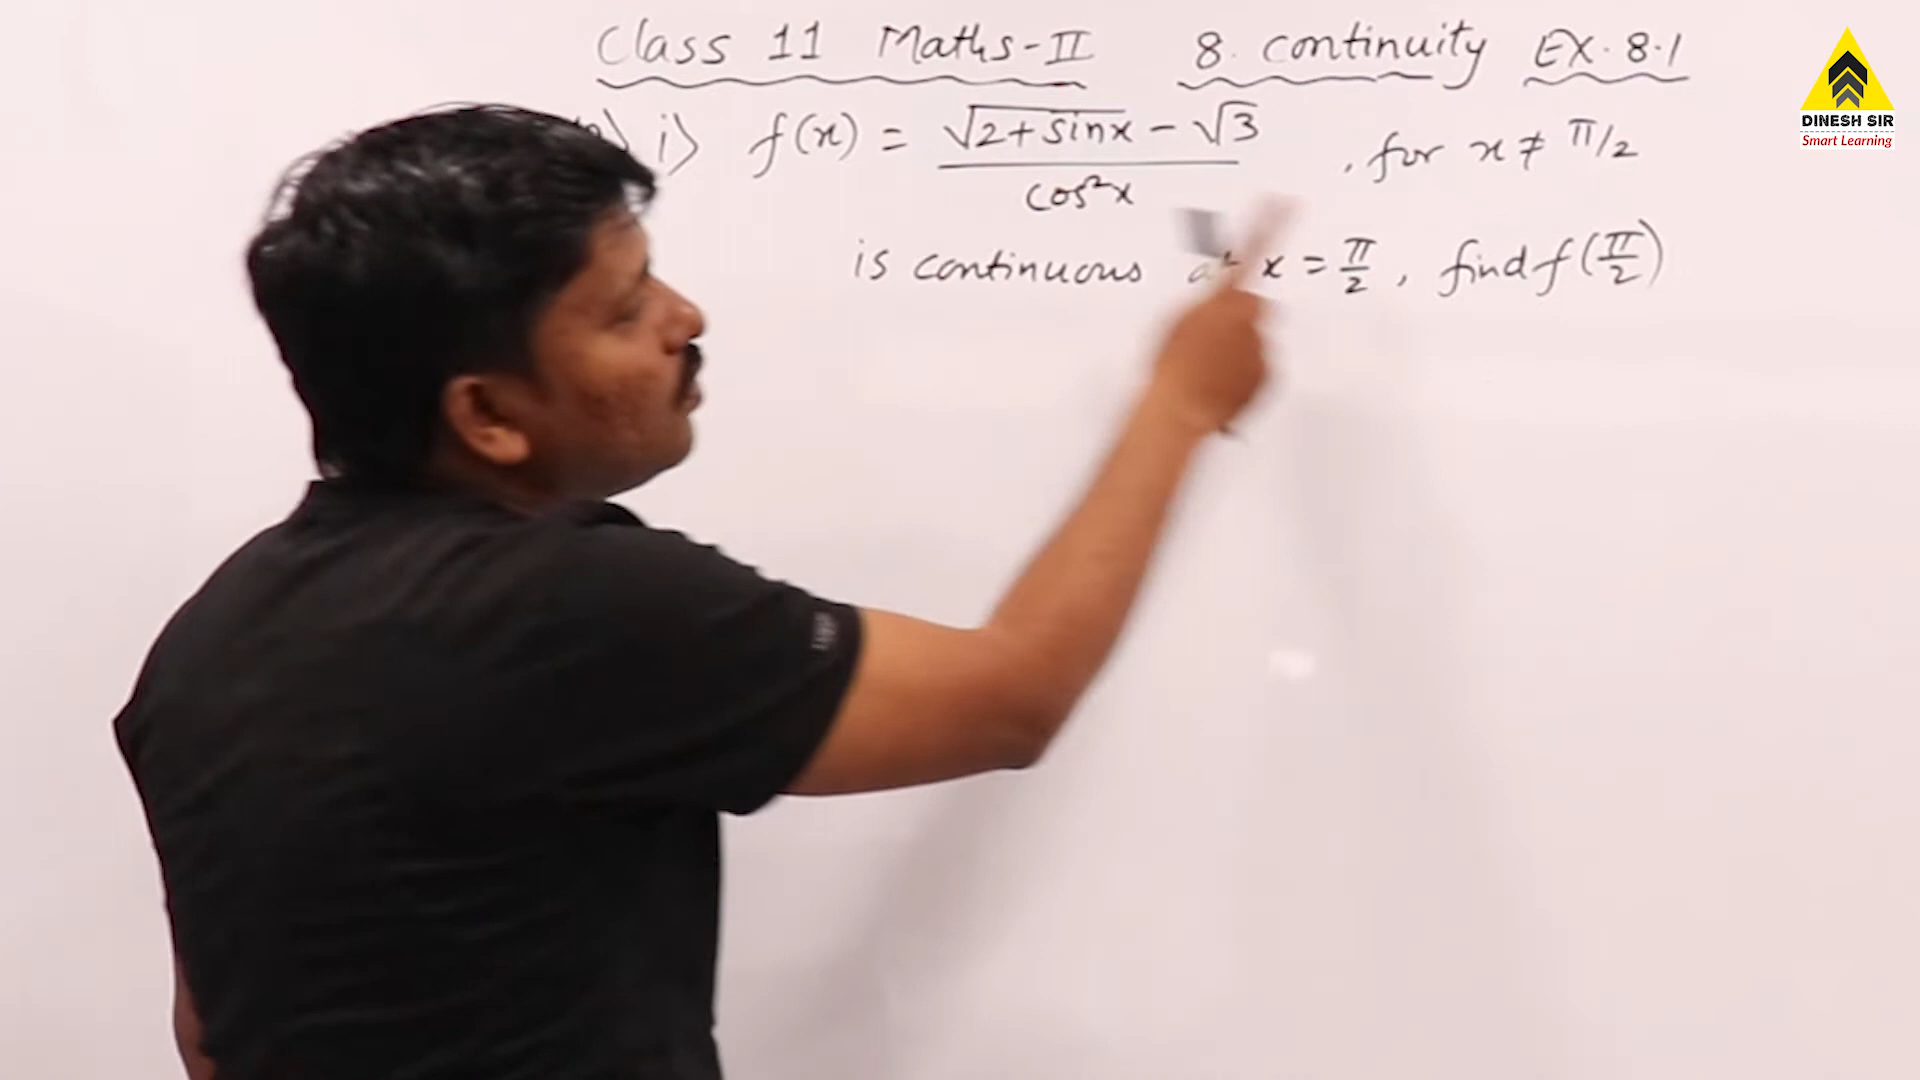 Class 11 Maths-II 8. continuity EX. 8.1
i) f(x) = √(2+sinx) - √3 / cos²x , for x ≠ π/2
is continuous at x = π/2 , find f(π/2)
DINESH SIR
Smart Learning